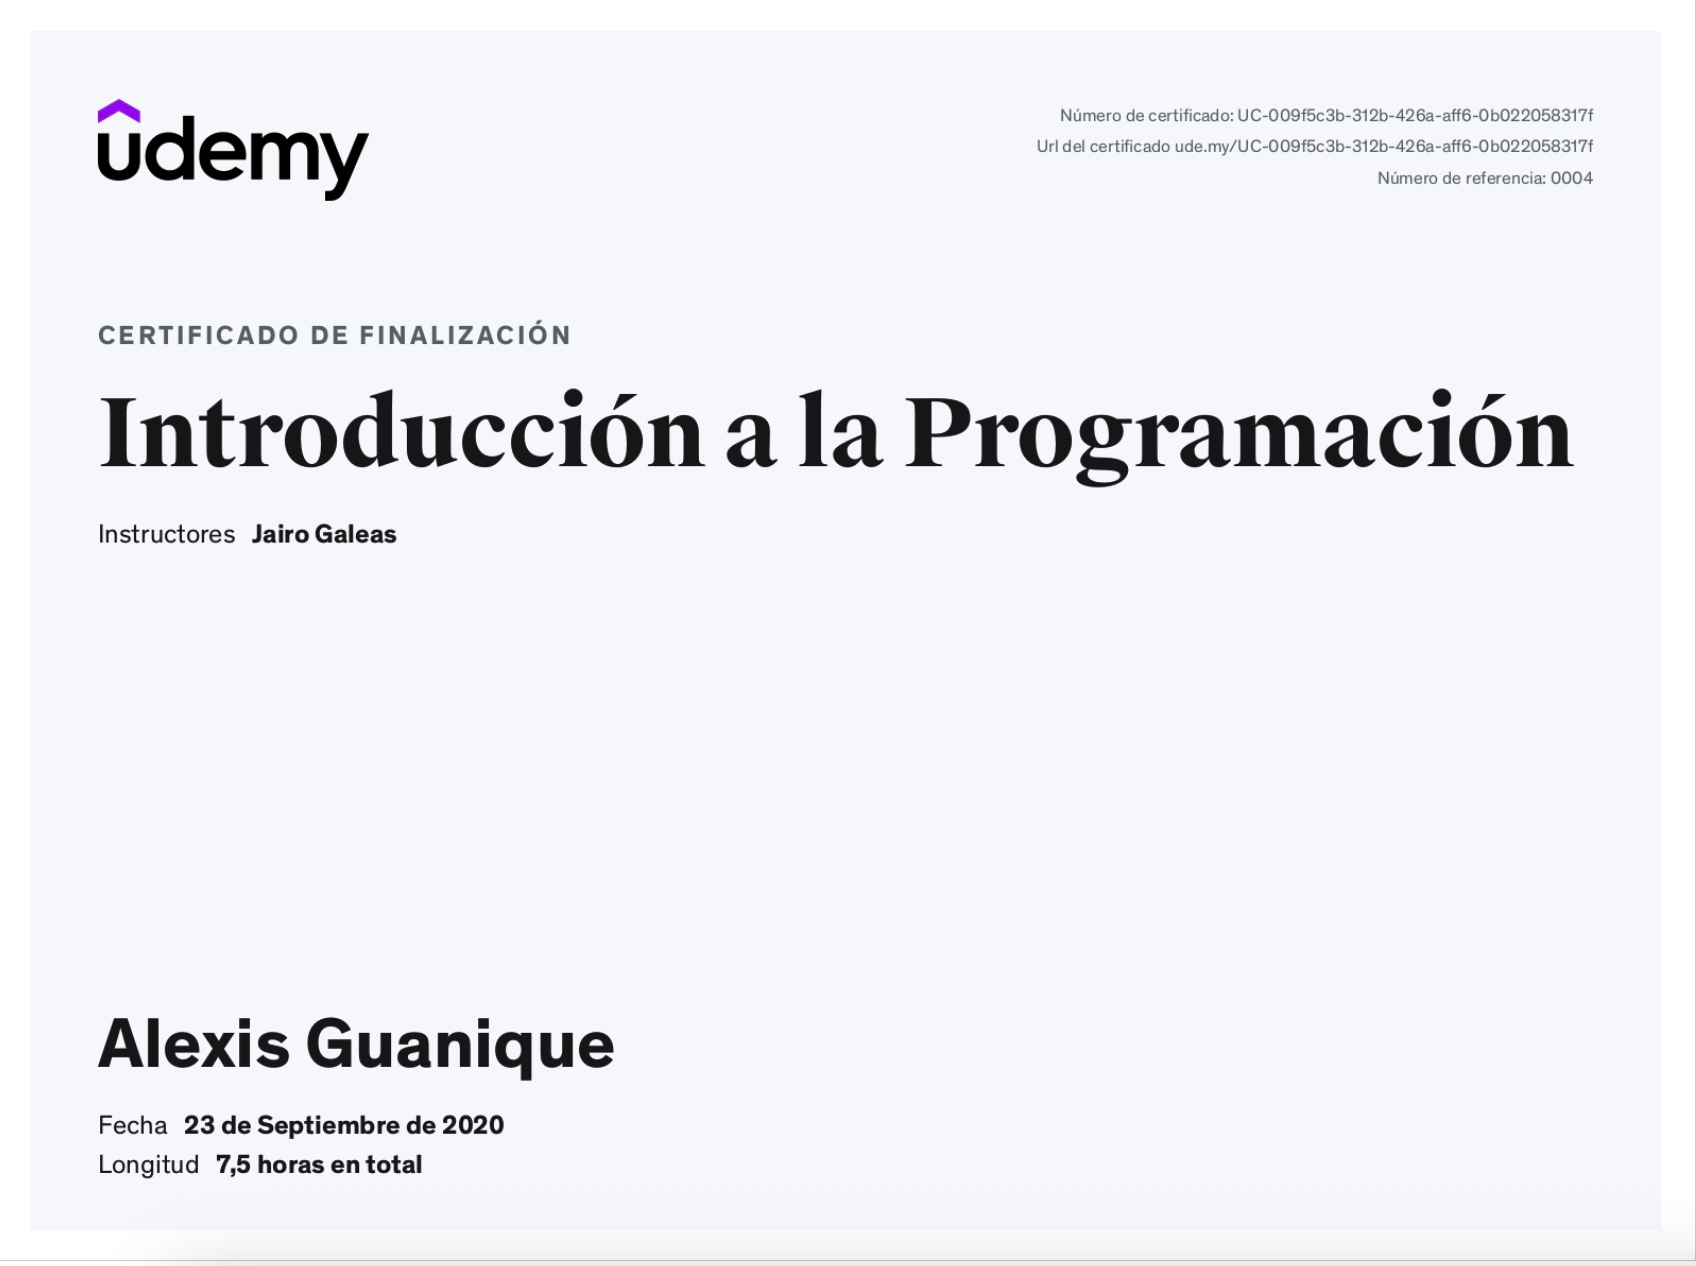 udemy
Número de certificado: UC-009f5c3b-312b-426a-aff6-0b022058317f
Url del certificado ude.my/UC-009f5c3b-312b-426a-aff6-0b022058317f
Número de referencia: 0004
CERTIFICADO DE FINALIZACIÓN
Introducción a la Programación
Instructores Jairo Galeas
Alexis Guanique
Fecha 23 de Septiembre de 2020
Longitud 7,5 horas en total